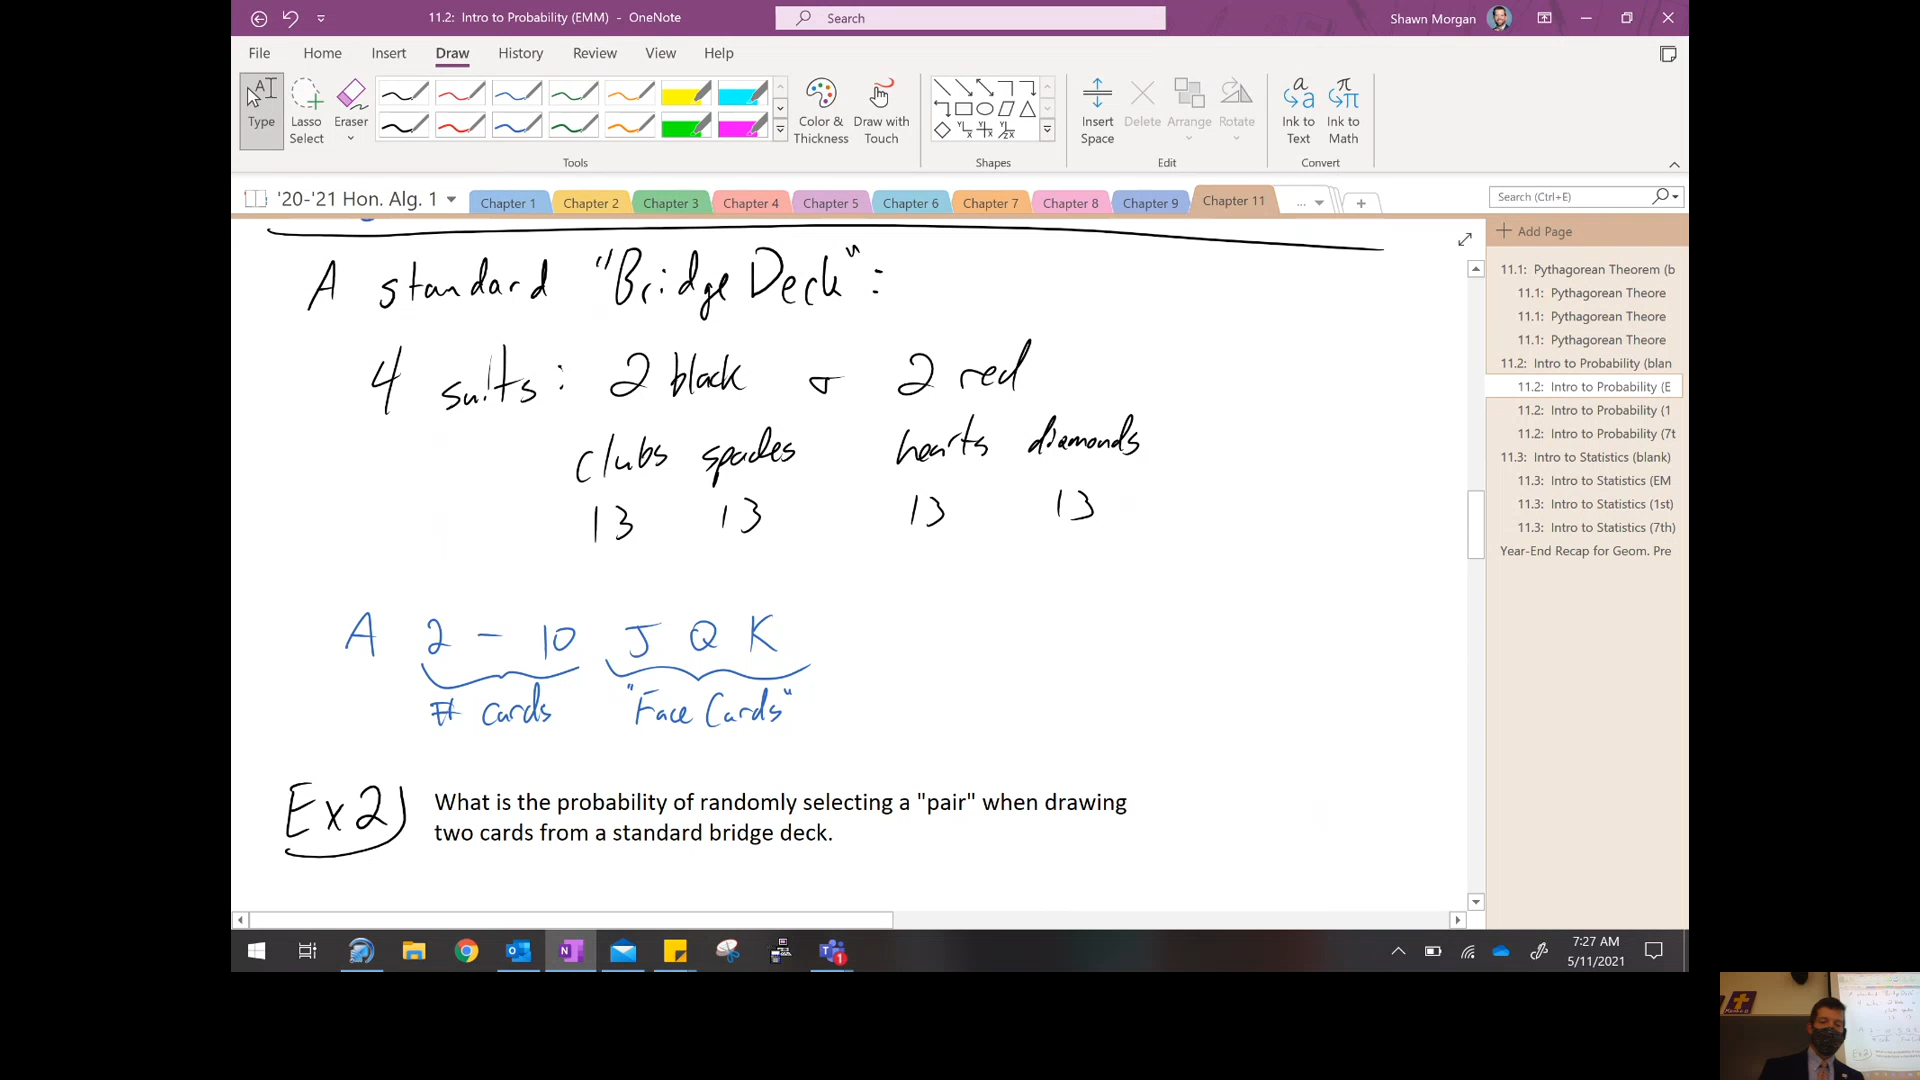 11.2: Intro to Probability (EMM) - OneNote
Search
Shawn Morgan
File Home Insert Draw History Review View Help
Type
Lasso Select
Eraser
Color & Thickness
Draw with Touch
Insert Space
Delete
Arrange
Rotate
Ink to Text
Ink to Math
Tools
Shapes
Edit
Convert
'20-'21 Hon. Alg. 1
Chapter 1 Chapter 2 Chapter 3 Chapter 4 Chapter 5 Chapter 6 Chapter 7 Chapter 8 Chapter 9 Chapter 11 ...
Search (Ctrl+E)
Add Page
11.1: Pythagorean Theorem (b
11.1: Pythagorean Theore
11.1: Pythagorean Theore
11.1: Pythagorean Theore
11.2: Intro to Probability (blan
11.2: Intro to Probability (E
11.2: Intro to Probability (1
11.2: Intro to Probability (7t
11.3: Intro to Statistics (blank)
11.3: Intro to Statistics (EM
11.3: Intro to Statistics (1st)
11.3: Intro to Statistics (7th)
Year-End Recap for Geom. Pre
A standard "Bridge Deck":
4 suits: 2 black & 2 red
clubs spades hearts diamonds
13 13 13 13
A 2 - 10 J Q K
# cards "Face Cards"
Ex 2) What is the probability of randomly selecting a "pair" when drawing
two cards from a standard bridge deck.
7:27 AM
5/11/2021